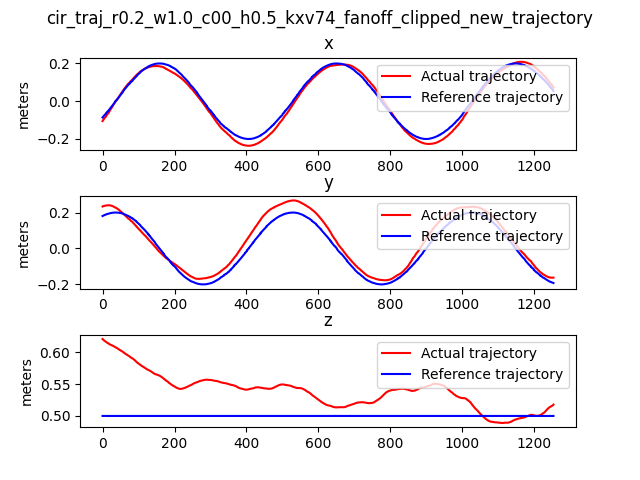 cir_traj_r0.2_w1.0_c00_h0.5_kxv74_fanoff_clipped_new_trajectory
x
0.2
0.0
−0.2
meters
Actual trajectory
Reference trajectory
0 200 400 600 800 1000 1200
y
0.2
0.0
−0.2
meters
Actual trajectory
Reference trajectory
0 200 400 600 800 1000 1200
z
0.60
0.55
0.50
meters
Actual trajectory
Reference trajectory
0 200 400 600 800 1000 1200